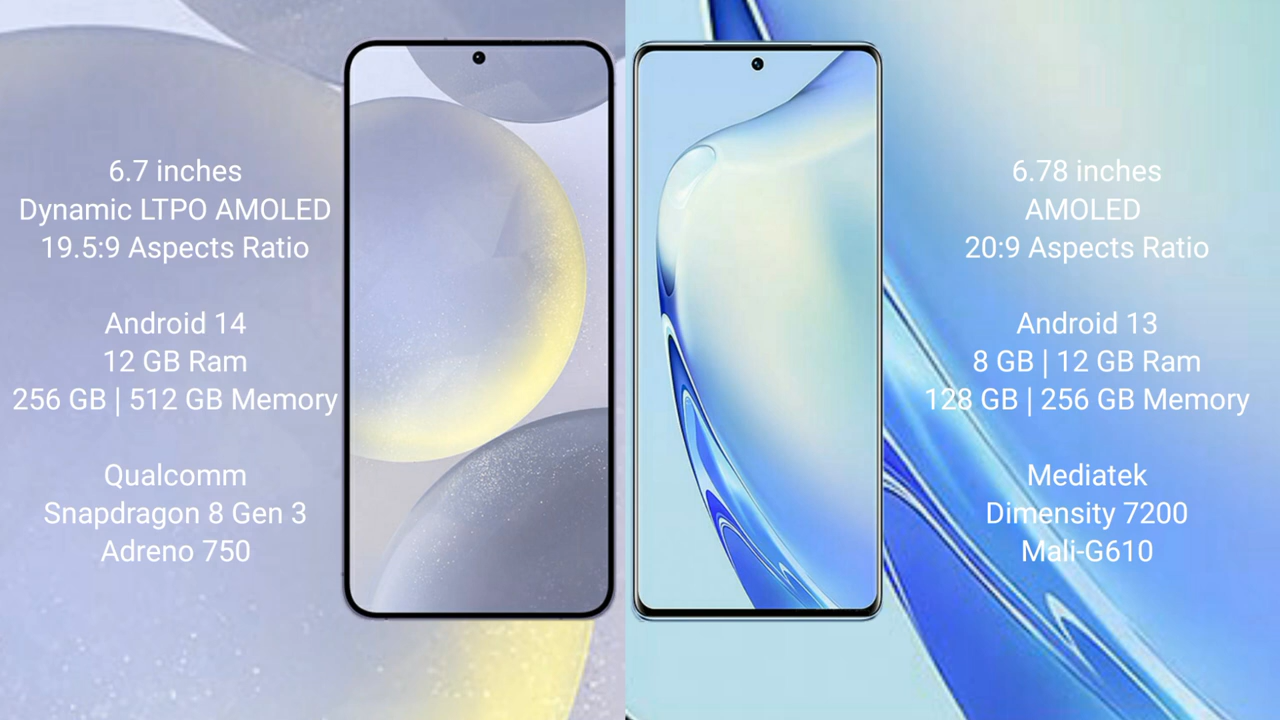 6.7 inches
Dynamic LTPO AMOLED
19.5:9 Aspects Ratio
Android 14
12 GB Ram
256 GB | 512 GB Memory
Qualcomm
Snapdragon 8 Gen 3
Adreno 750
6.78 inches
AMOLED
20:9 Aspects Ratio
Android 13
8 GB | 12 GB Ram
128 GB | 256 GB Memory
Mediatek
Dimensity 7200
Mali-G610